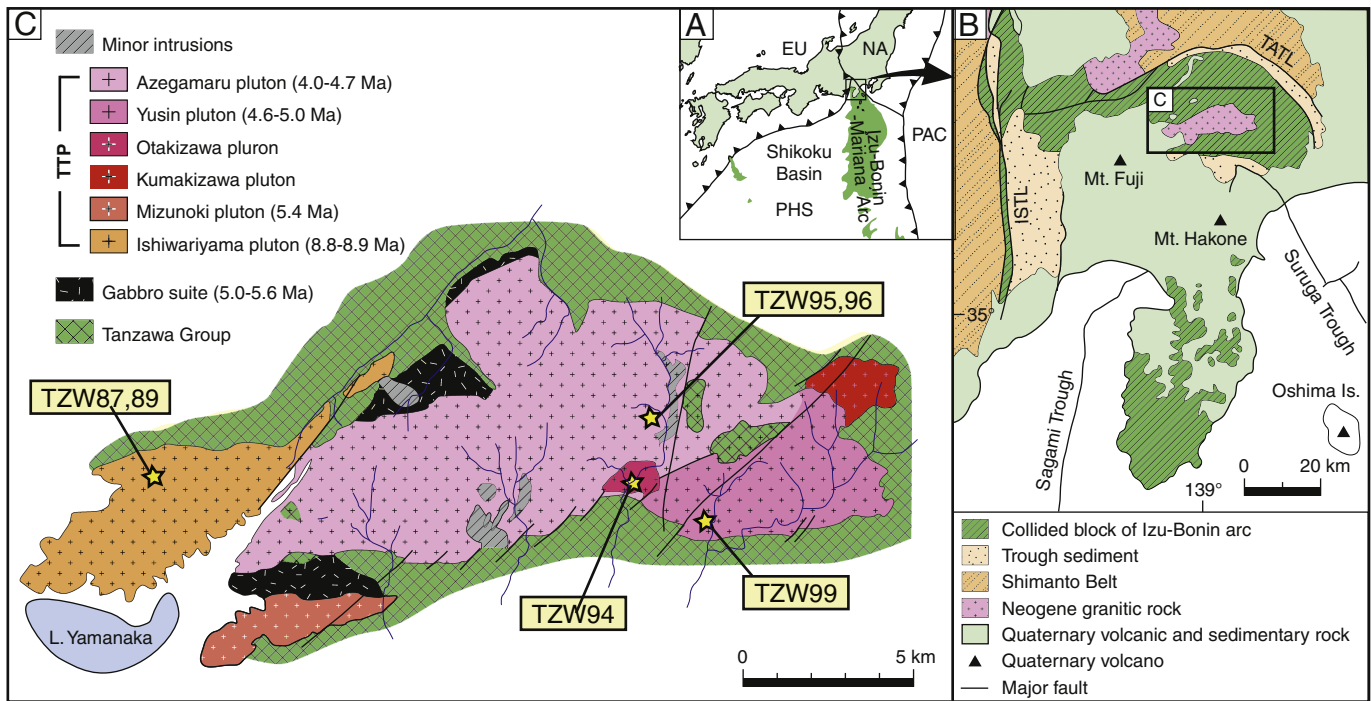 C
Minor intrusions
TTP
Azegamaru pluton (4.0-4.7 Ma)
Yusin pluton (4.6-5.0 Ma)
Otakizawa pluron
Kumakizawa pluton
Mizunoki pluton (5.4 Ma)
Ishiwariyama pluton (8.8-8.9 Ma)
Gabbro suite (5.0-5.6 Ma)
Tanzawa Group
TZW87,89
TZW95,96
TZW94
TZW99
L. Yamanaka
0 5 km
A
EU
NA
PAC
Shikoku
Basin
PHS
Izu-Bonin
-Mariana Arc
B
TATL
C
Mt. Fuji
ISTL
Mt. Hakone
Suruga Trough
35°
Oshima Is.
Sagami Trough
0 20 km
139°
Collided block of Izu-Bonin arc
Trough sediment
Shimanto Belt
Neogene granitic rock
Quaternary volcanic and sedimentary rock
Quaternary volcano
Major fault